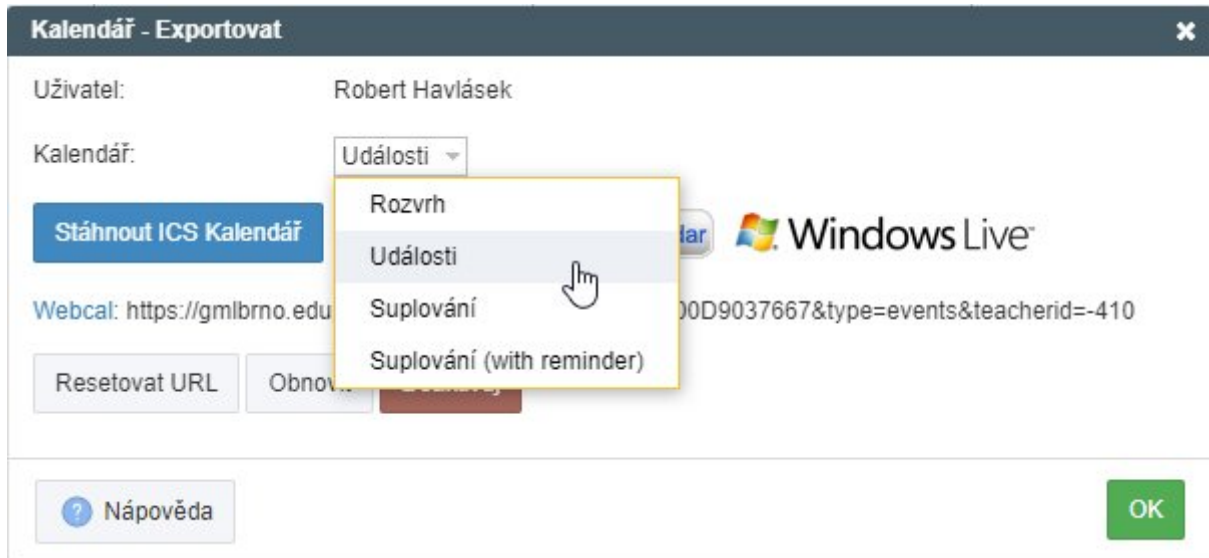 Kalendář - Exportovat
Uživatel: Robert Havlásek
Kalendář: Události
Rozvrh
Události
Suplování
Suplování (with reminder)
Stáhnout ICS Kalendář
Windows Live
Webcal: https://gmlbrno.edu 00D9037667&type=events&teacherid=-410
Resetovat URL
Nápověda
OK